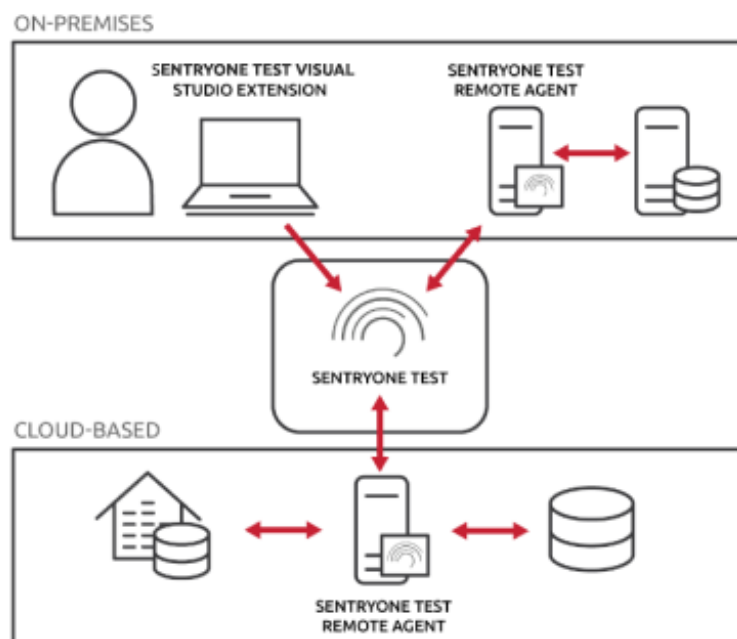 ON-PREMISES
SENTRYONE TEST VISUAL
STUDIO EXTENSION
SENTRYONE TEST
REMOTE AGENT
SENTRYONE TEST
CLOUD-BASED
SENTRYONE TEST
REMOTE AGENT